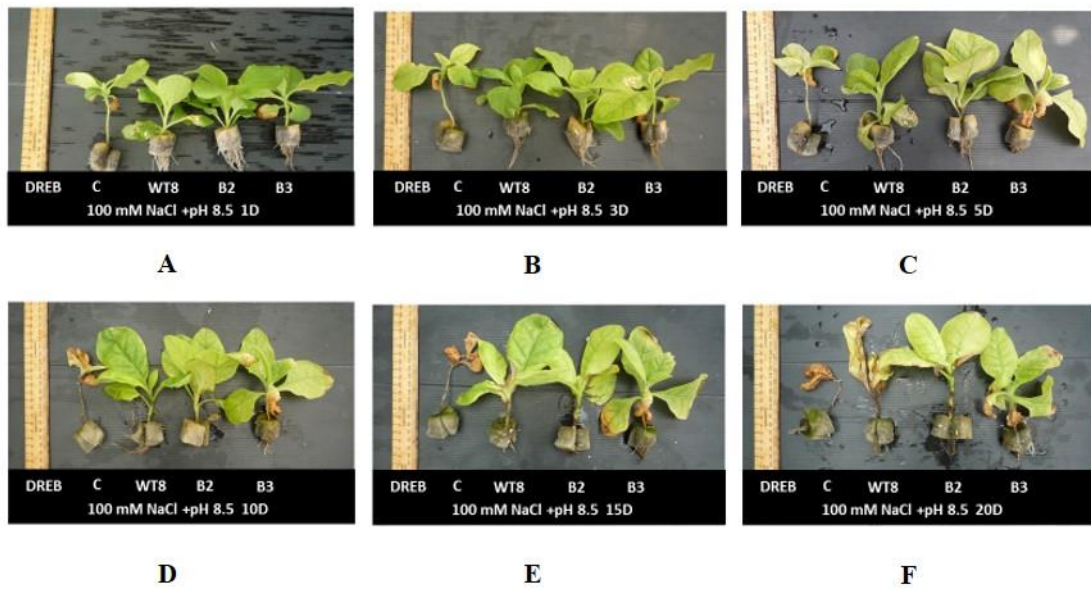 DREB C WT8 B2 B3
100 mM NaCl +pH 8.5 1D
A
DREB C WT8 B2 B3
100 mM NaCl +pH 8.5 3D
B
DREB C WT8 B2 B3
100 mM NaCl +pH 8.5 5D
C
DREB C WT8 B2 B3
100 mM NaCl +pH 8.5 10D
D
DREB C WT8 B2 B3
100 mM NaCl +pH 8.5 15D
E
DREB C WT8 B2 B3
100 mM NaCl +pH 8.5 20D
F